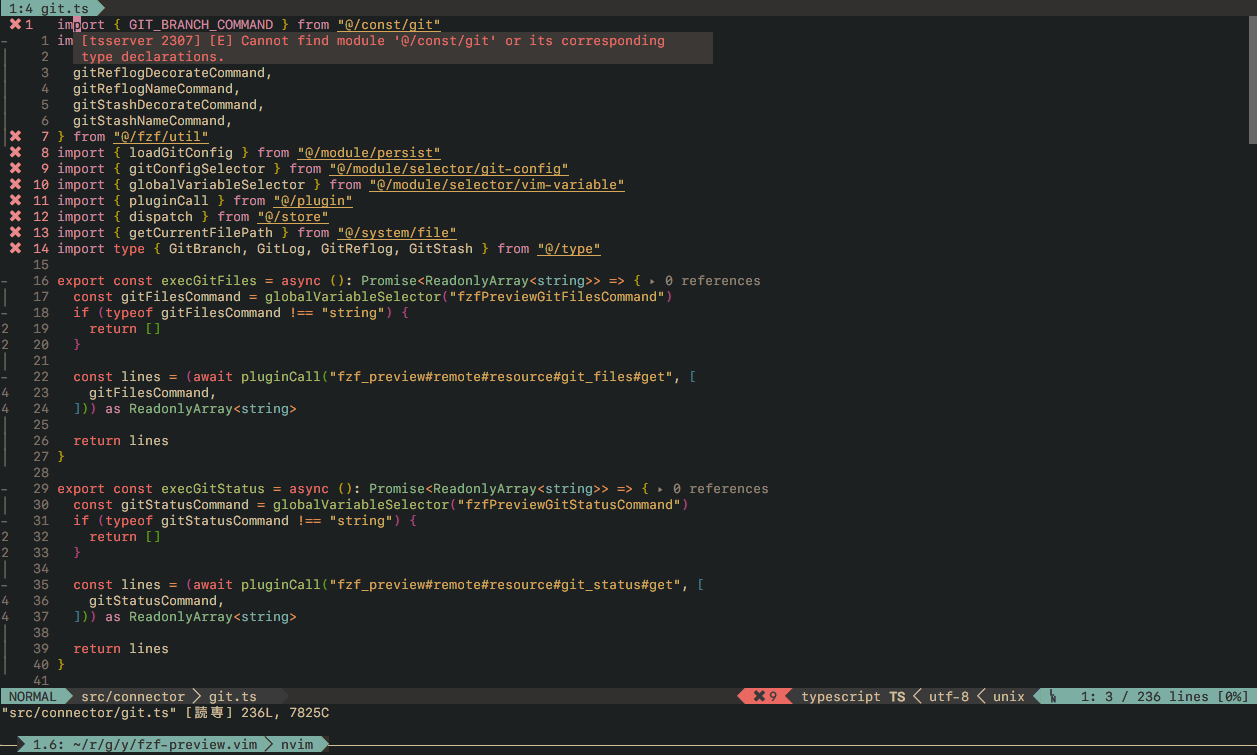 1:4 git.ts
✖ 1 import { GIT_BRANCH_COMMAND } from "@/const/git"
1 im [tsserver 2307] [E] Cannot find module '@/const/git' or its corresponding
2 type declarations.
3 gitReflogDecorateCommand,
4 gitReflogNameCommand,
5 gitStashDecorateCommand,
6 gitStashNameCommand,
✖ 7 } from "@/fzf/util"
✖ 8 import { loadGitConfig } from "@/module/persist"
✖ 9 import { gitConfigSelector } from "@/module/selector/git-config"
✖ 10 import { globalVariableSelector } from "@/module/selector/vim-variable"
✖ 11 import { pluginCall } from "@/plugin"
✖ 12 import { dispatch } from "@/store"
✖ 13 import { getCurrentFilePath } from "@/system/file"
✖ 14 import type { GitBranch, GitLog, GitReflog, GitStash } from "@/type"
15
- 16 export const execGitFiles = async (): Promise<ReadonlyArray<string>> => { ‣ 0 references
│ 17 const gitFilesCommand = globalVariableSelector("fzfPreviewGitFilesCommand")
- 18 if (typeof gitFilesCommand !== "string") {
2 19 return []
2 20 }
│ 21
- 22 const lines = (await pluginCall("fzf_preview#remote#resource#git_files#get", [
4 23 gitFilesCommand,
4 24 ])) as ReadonlyArray<string>
│ 25
│ 26 return lines
│ 27 }
28
- 29 export const execGitStatus = async (): Promise<ReadonlyArray<string>> => { ‣ 0 references
│ 30 const gitStatusCommand = globalVariableSelector("fzfPreviewGitStatusCommand")
- 31 if (typeof gitStatusCommand !== "string") {
2 32 return []
2 33 }
│ 34
- 35 const lines = (await pluginCall("fzf_preview#remote#resource#git_status#get", [
4 36 gitStatusCommand,
4 37 ])) as ReadonlyArray<string>
│ 38
│ 39 return lines
│ 40 }
41
NORMAL src/connector git.ts ✖ 9 typescript TS utf-8 unix 1: 3 / 236 lines [0%]
"src/connector/git.ts" [読専] 236L, 7825C
1.6: ~/r/g/y/fzf-preview.vim nvim